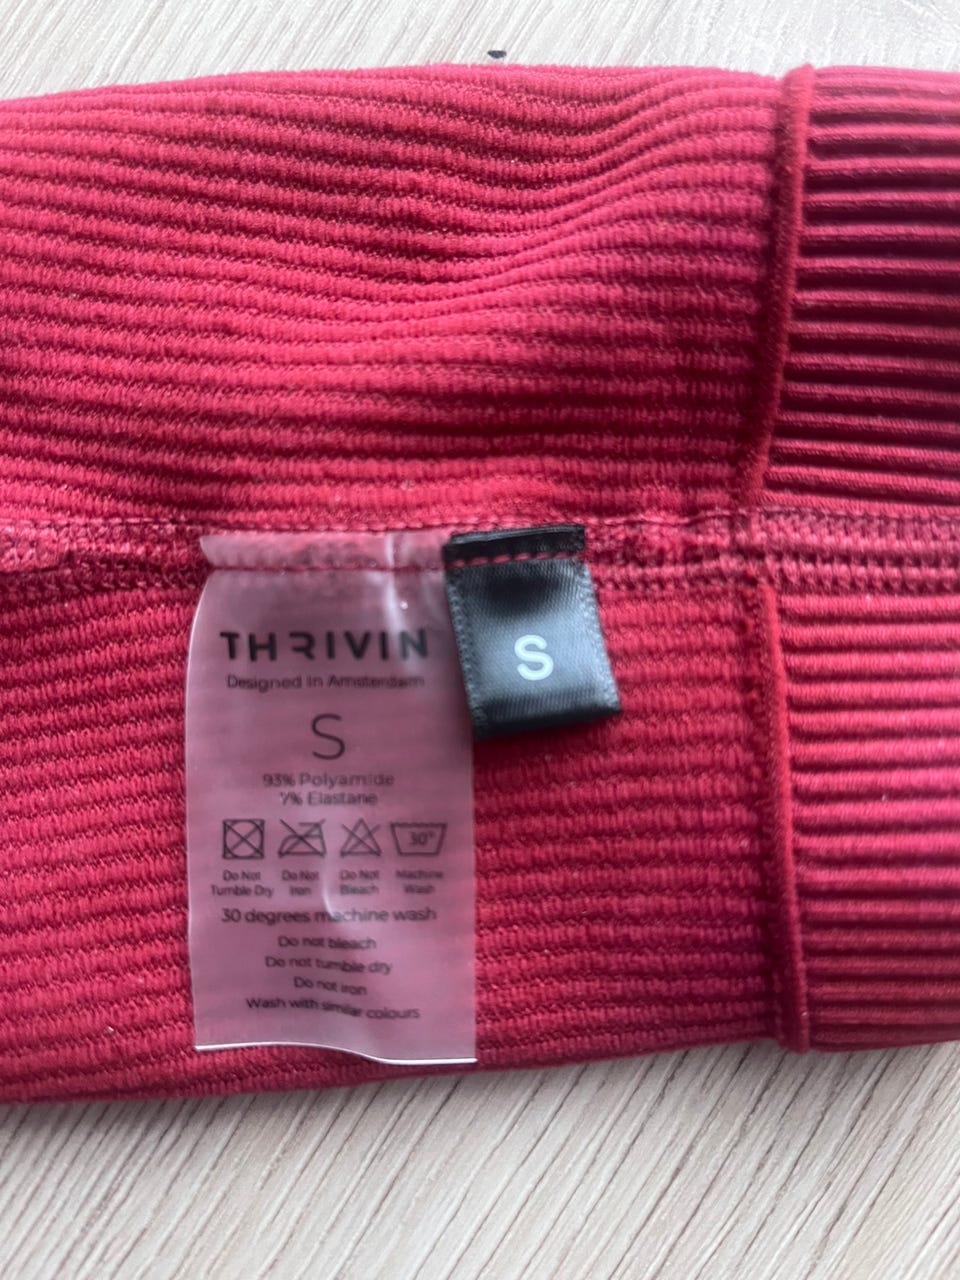 THRIVIN
Designed In Amsterdam
S
93% Polyamide
7% Elastane
30°
Do Not Tumble Dry
Do Not Iron
Do Not Bleach
Machine Wash
30 degrees machine wash
Do not bleach
Do not tumble dry
Do not iron
Wash with similar colours
S